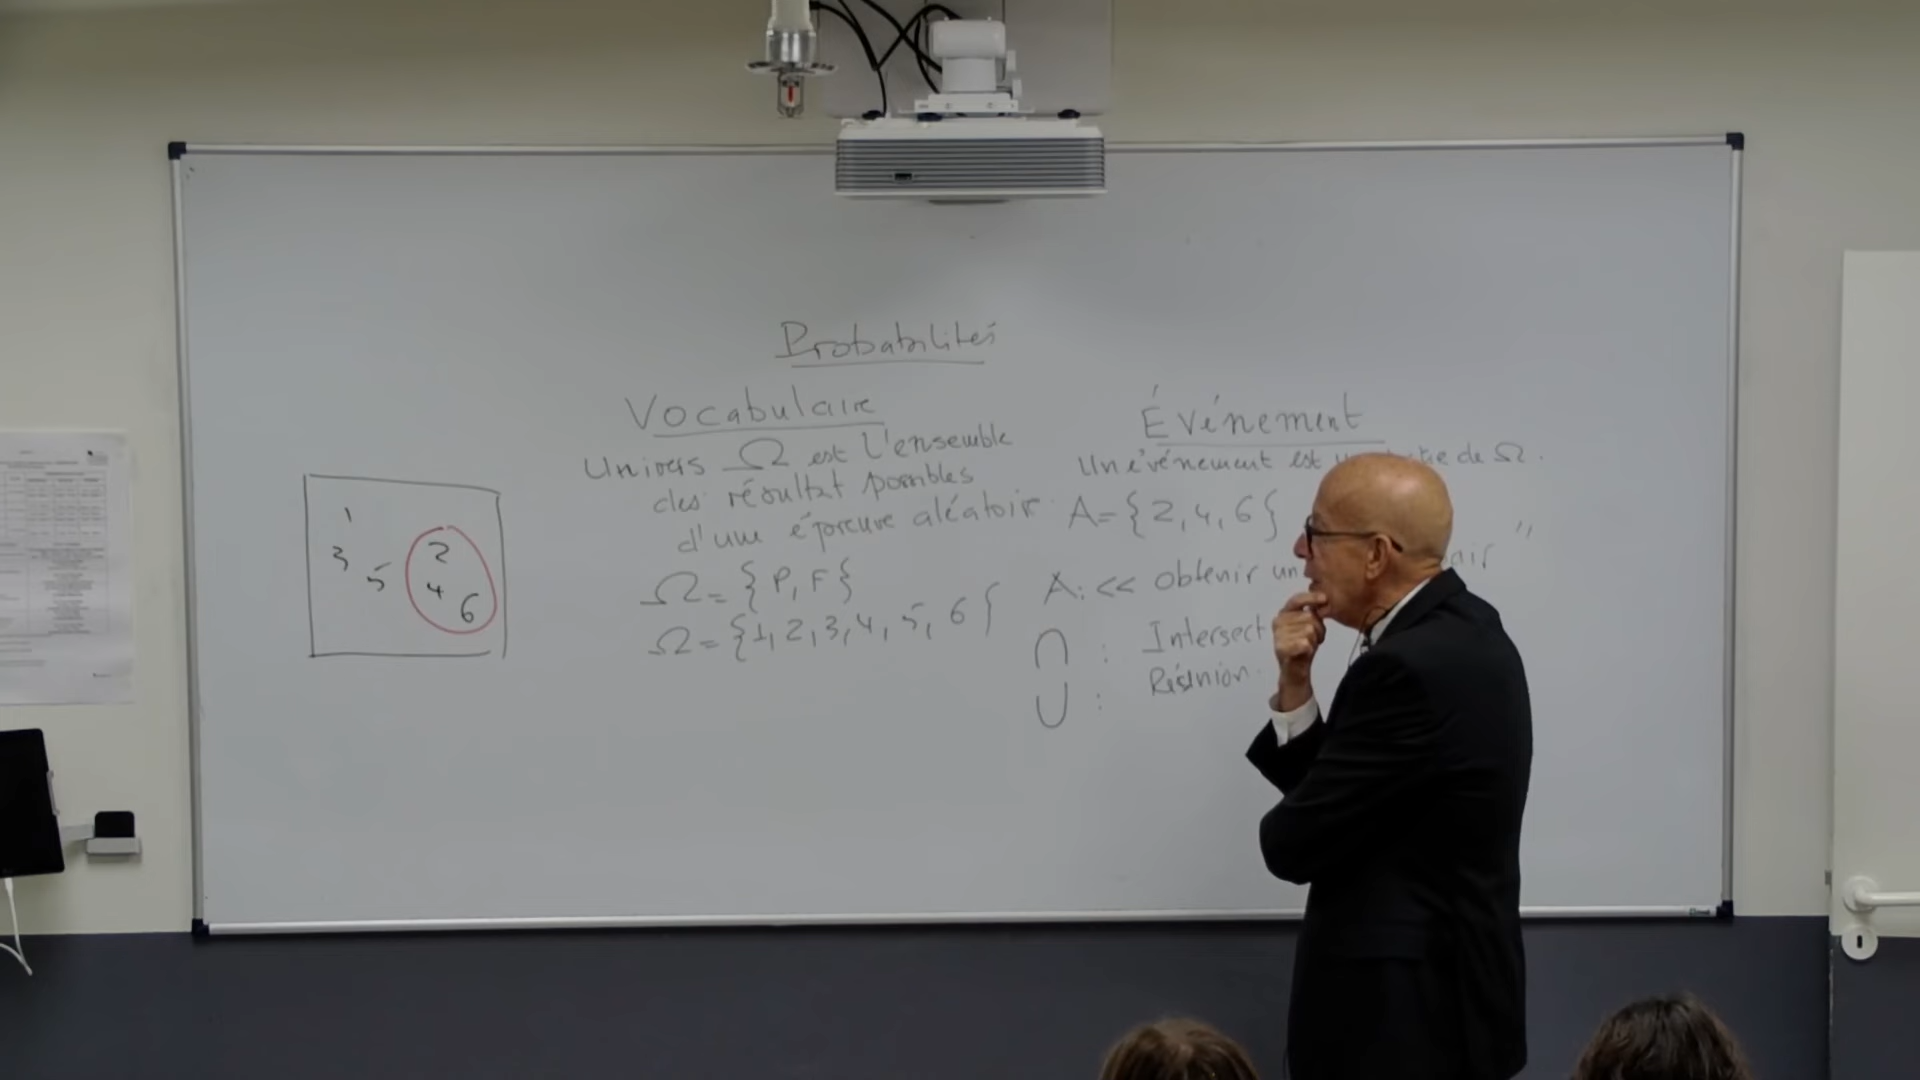 Probabilités
Vocabulaire
Univers Ω est l'ensemble
des résultat possibles
d'une épreuve aléatoire.
Ω = {P, F}
Ω = {1, 2, 3, 4, 5, 6}
Événement
Un événement est de Ω.
A = {2, 4, 6}
A: << obtenir un "
∩ : Intersect
∪ : Réunion.
1
3 5 2
4
6